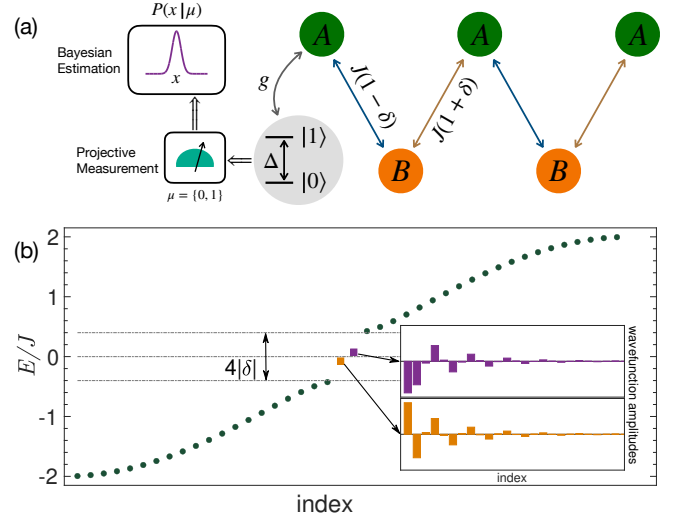 (a)
P(x|μ)
Bayesian
Estimation
x
Projective
Measurement
μ = {0, 1}
g
|1⟩
Δ
|0⟩
A
A
A
J(1 − δ)
J(1 + δ)
B
B
(b)
E/J
2
1
0
-1
-2
4|δ|
wavefunction amplitudes
index
index